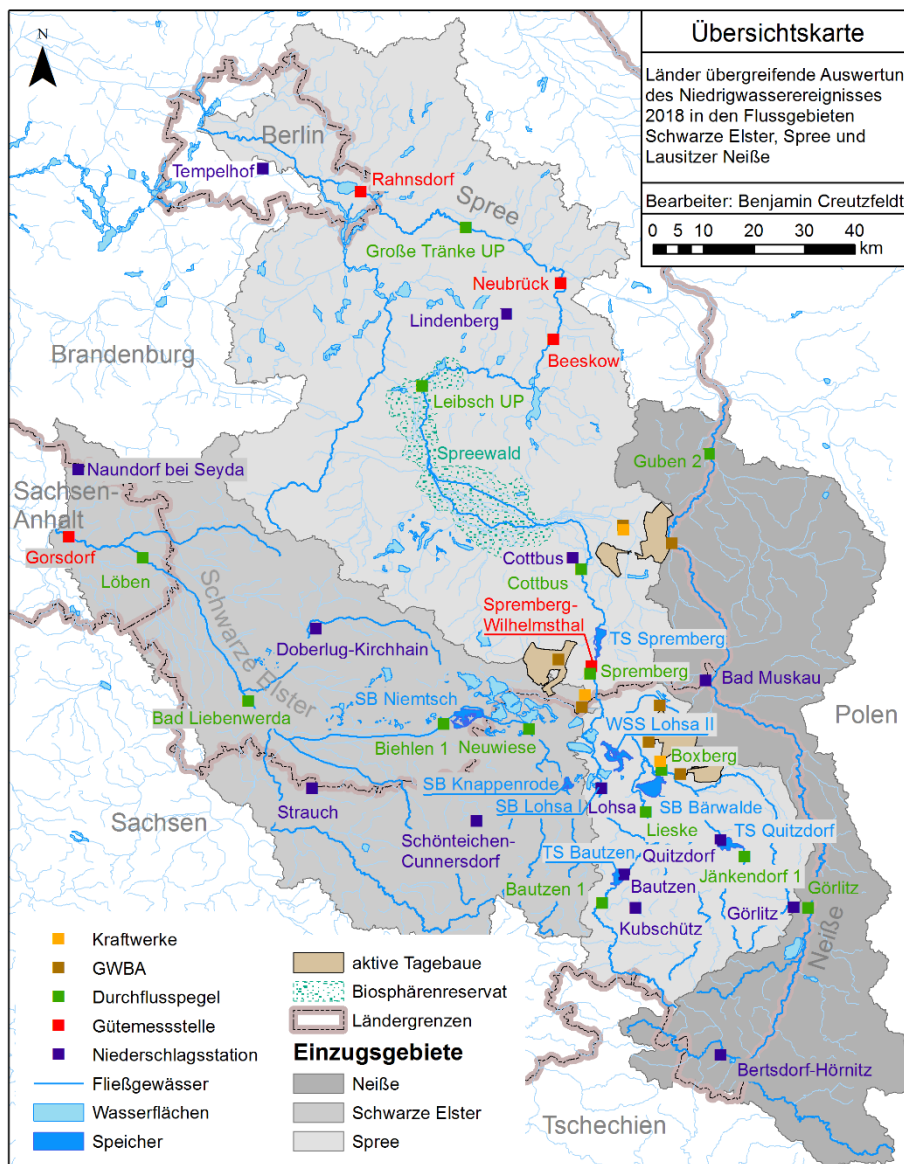 Übersichtskarte
Länder übergreifende Auswertun
des Niedrigwasserereignisses
2018 in den Flussgebieten
Schwarze Elster, Spree und
Lausitzer Neiße
Bearbeiter: Benjamin Creutzfeldt
0 5 10 20 30 40
km
N
Berlin
Tempelhof
Rahnsdorf
Spree
Große Tränke UP
Neubrück
Lindenberg
Brandenburg
Beeskow
Leibsch UP
Spreewald
Guben 2
Naundorf bei Seyda
Sachsen-
Anhalt
Gorsdorf
Löben
Cottbus
Cottbus
Schwarze Elster
Spremberg-
Wilhelmsthal
Doberlug-Kirchhain
TS Spremberg
Spremberg
Bad Muskau
SB Niemtsch
Bad Liebenwerda
Polen
WSS Lohsa II
Biehlen 1
Neuwiese
Boxberg
SB Knappenrode
Strauch
SB Lohsa I
Lohsa
SB Bärwalde
Sachsen
Lieske
Schönteichen-
Cunnersdorf
TS Quitzdorf
TS Bautzen
Quitzdorf
Jänkendorf 1
Bautzen
Bautzen 1
Görlitz
Görlitz
Kubschütz
Neiße
Bertsdorf-Hörnitz
Tschechien
Kraftwerke
GWBA
Durchflusspegel
Gütemessstelle
Niederschlagsstation
Fließgewässer
Wasserflächen
Speicher
aktive Tagebaue
Biosphärenreservat
Ländergrenzen
Einzugsgebiete
Neiße
Schwarze Elster
Spree